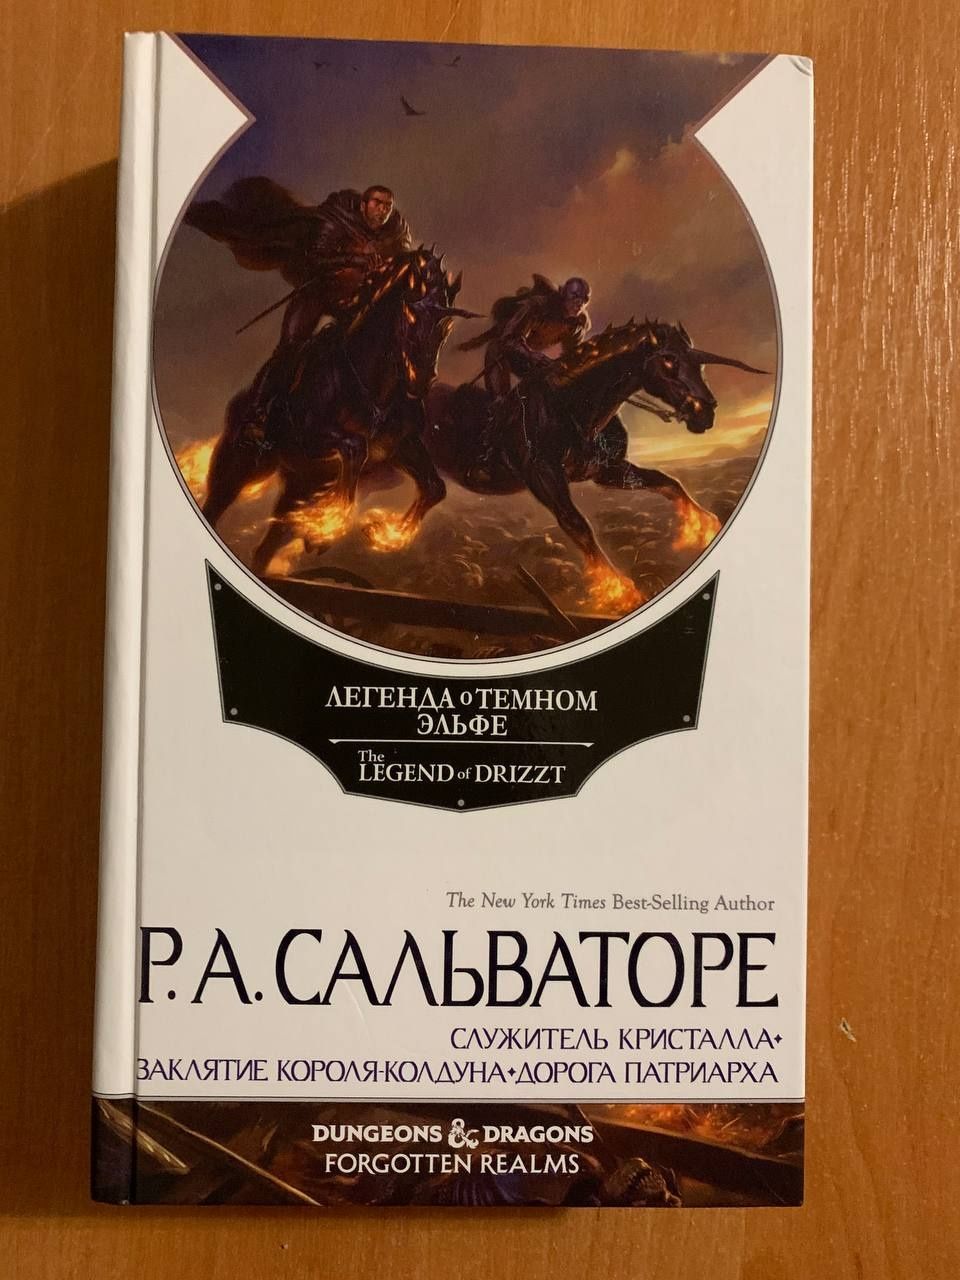 ЛЕГЕНДА О ТЕМНОМ
ЭЛЬФЕ
The
LEGEND of DRIZZT
The New York Times Best-Selling Author
Р. А. САЛЬВАТОРЕ
СЛУЖИТЕЛЬ КРИСТАЛЛА•
ЗАКЛЯТИЕ КОРОЛЯ-КОЛДУНА•ДОРОГА ПАТРИАРХА
DUNGEONS & DRAGONS
FORGOTTEN REALMS